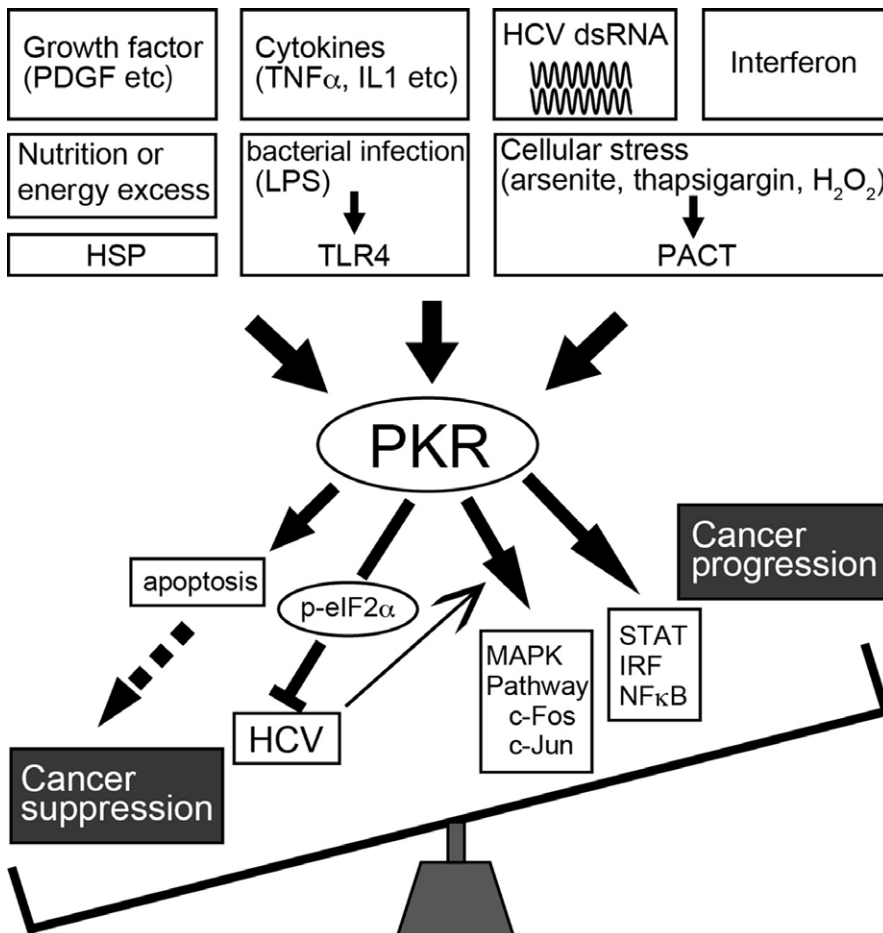 Growth factor
(PDGF etc)
Cytokines
(TNFα, IL1 etc)
HCV dsRNA
Interferon
Nutrition or
energy excess
bacterial infection
(LPS)
Cellular stress
(arsenite, thapsigargin, H₂O₂)
HSP
TLR4
PACT
PKR
Cancer
progression
apoptosis
p-eIF2α
STAT
IRF
NFκB
MAPK
Pathway
c-Fos
c-Jun
HCV
Cancer
suppression